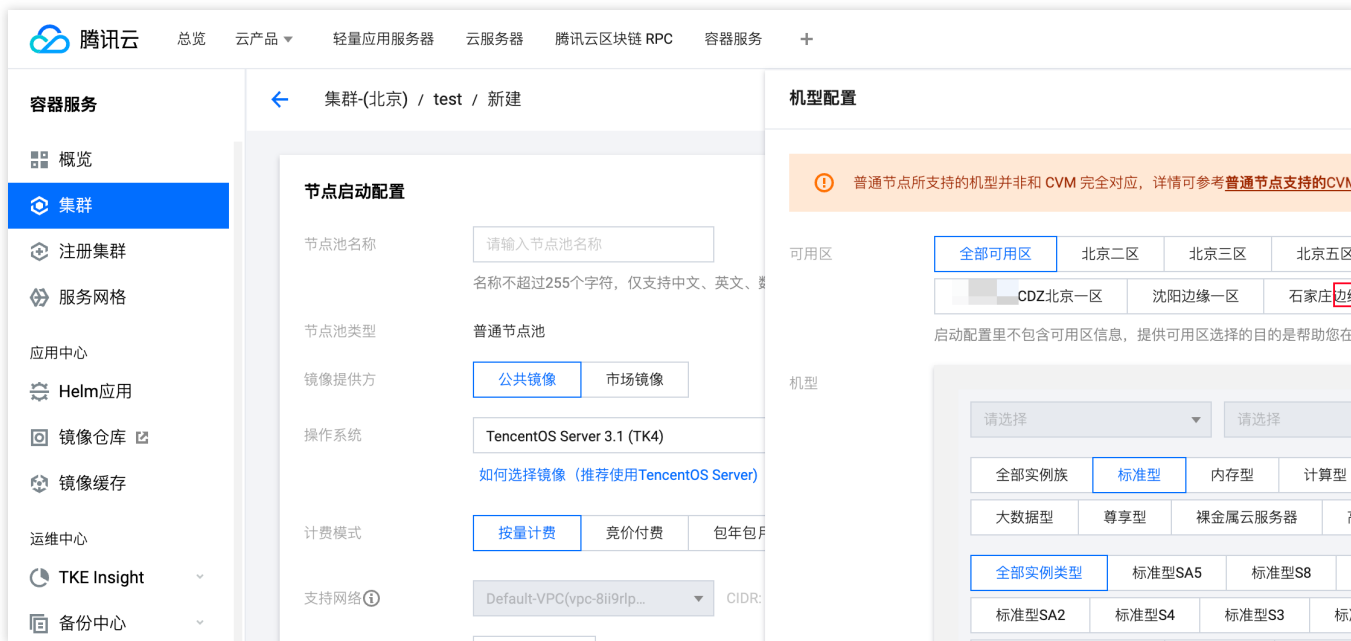 腾讯云 总览 云产品 轻量应用服务器 云服务器 腾讯云区块链 RPC 容器服务
容器服务
概览
集群
注册集群
服务网格
应用中心
Helm应用
镜像仓库
镜像缓存
运维中心
TKE Insight
备份中心
集群-(北京) / test / 新建
节点启动配置
节点池名称 请输入节点池名称
名称不超过255个字符，仅支持中文、英文、
节点池类型 普通节点池
镜像提供方 公共镜像 市场镜像
操作系统 TencentOS Server 3.1 (TK4)
如何选择镜像（推荐使用TencentOS Server)
计费模式 按量计费 竞价付费 包年包
支持网络 Default-VPC(vpc-8ii9rlp... CIDR:
机型配置
普通节点所支持的机型并非和 CVM 完全对应，详情可参考普通节点支持的CVM
可用区 全部可用区 北京二区 北京三区 北京五区
CDZ北京一区 沈阳边缘一区 石家庄边
启动配置里不包含可用区信息，提供可用区选择的目的是帮助您在
机型
请选择 请选择
全部实例族 标准型 内存型 计算型
大数据型 尊享型 裸金属云服务器
全部实例类型 标准型SA5 标准型S8
标准型SA2 标准型S4 标准型S3